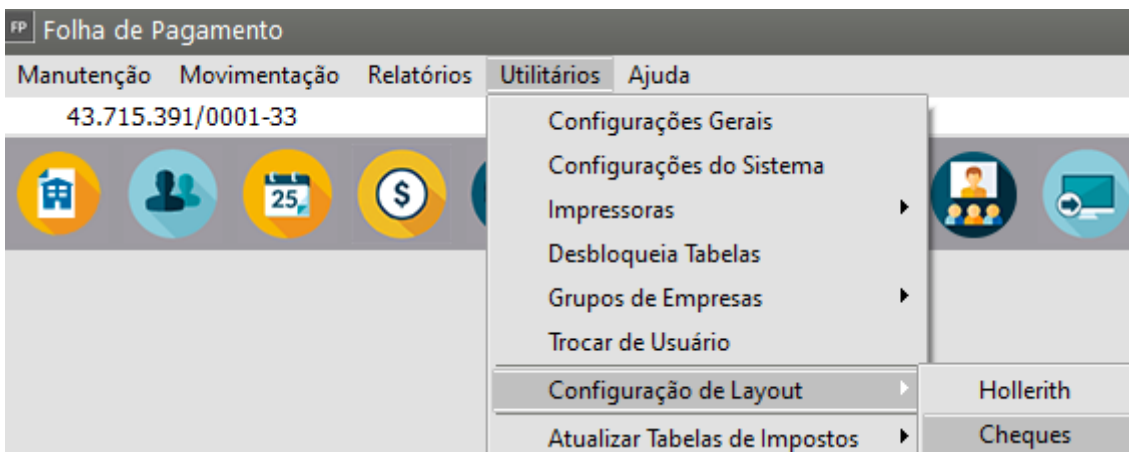 FP Folha de Pagamento
Manutenção Movimentação Relatórios Utilitários Ajuda
43.715.391/0001-33
Configurações Gerais
Configurações do Sistema
25
$
Impressoras
Desbloqueia Tabelas
Grupos de Empresas
Trocar de Usuário
Configuração de Layout Hollerith
Atualizar Tabelas de Impostos Cheques